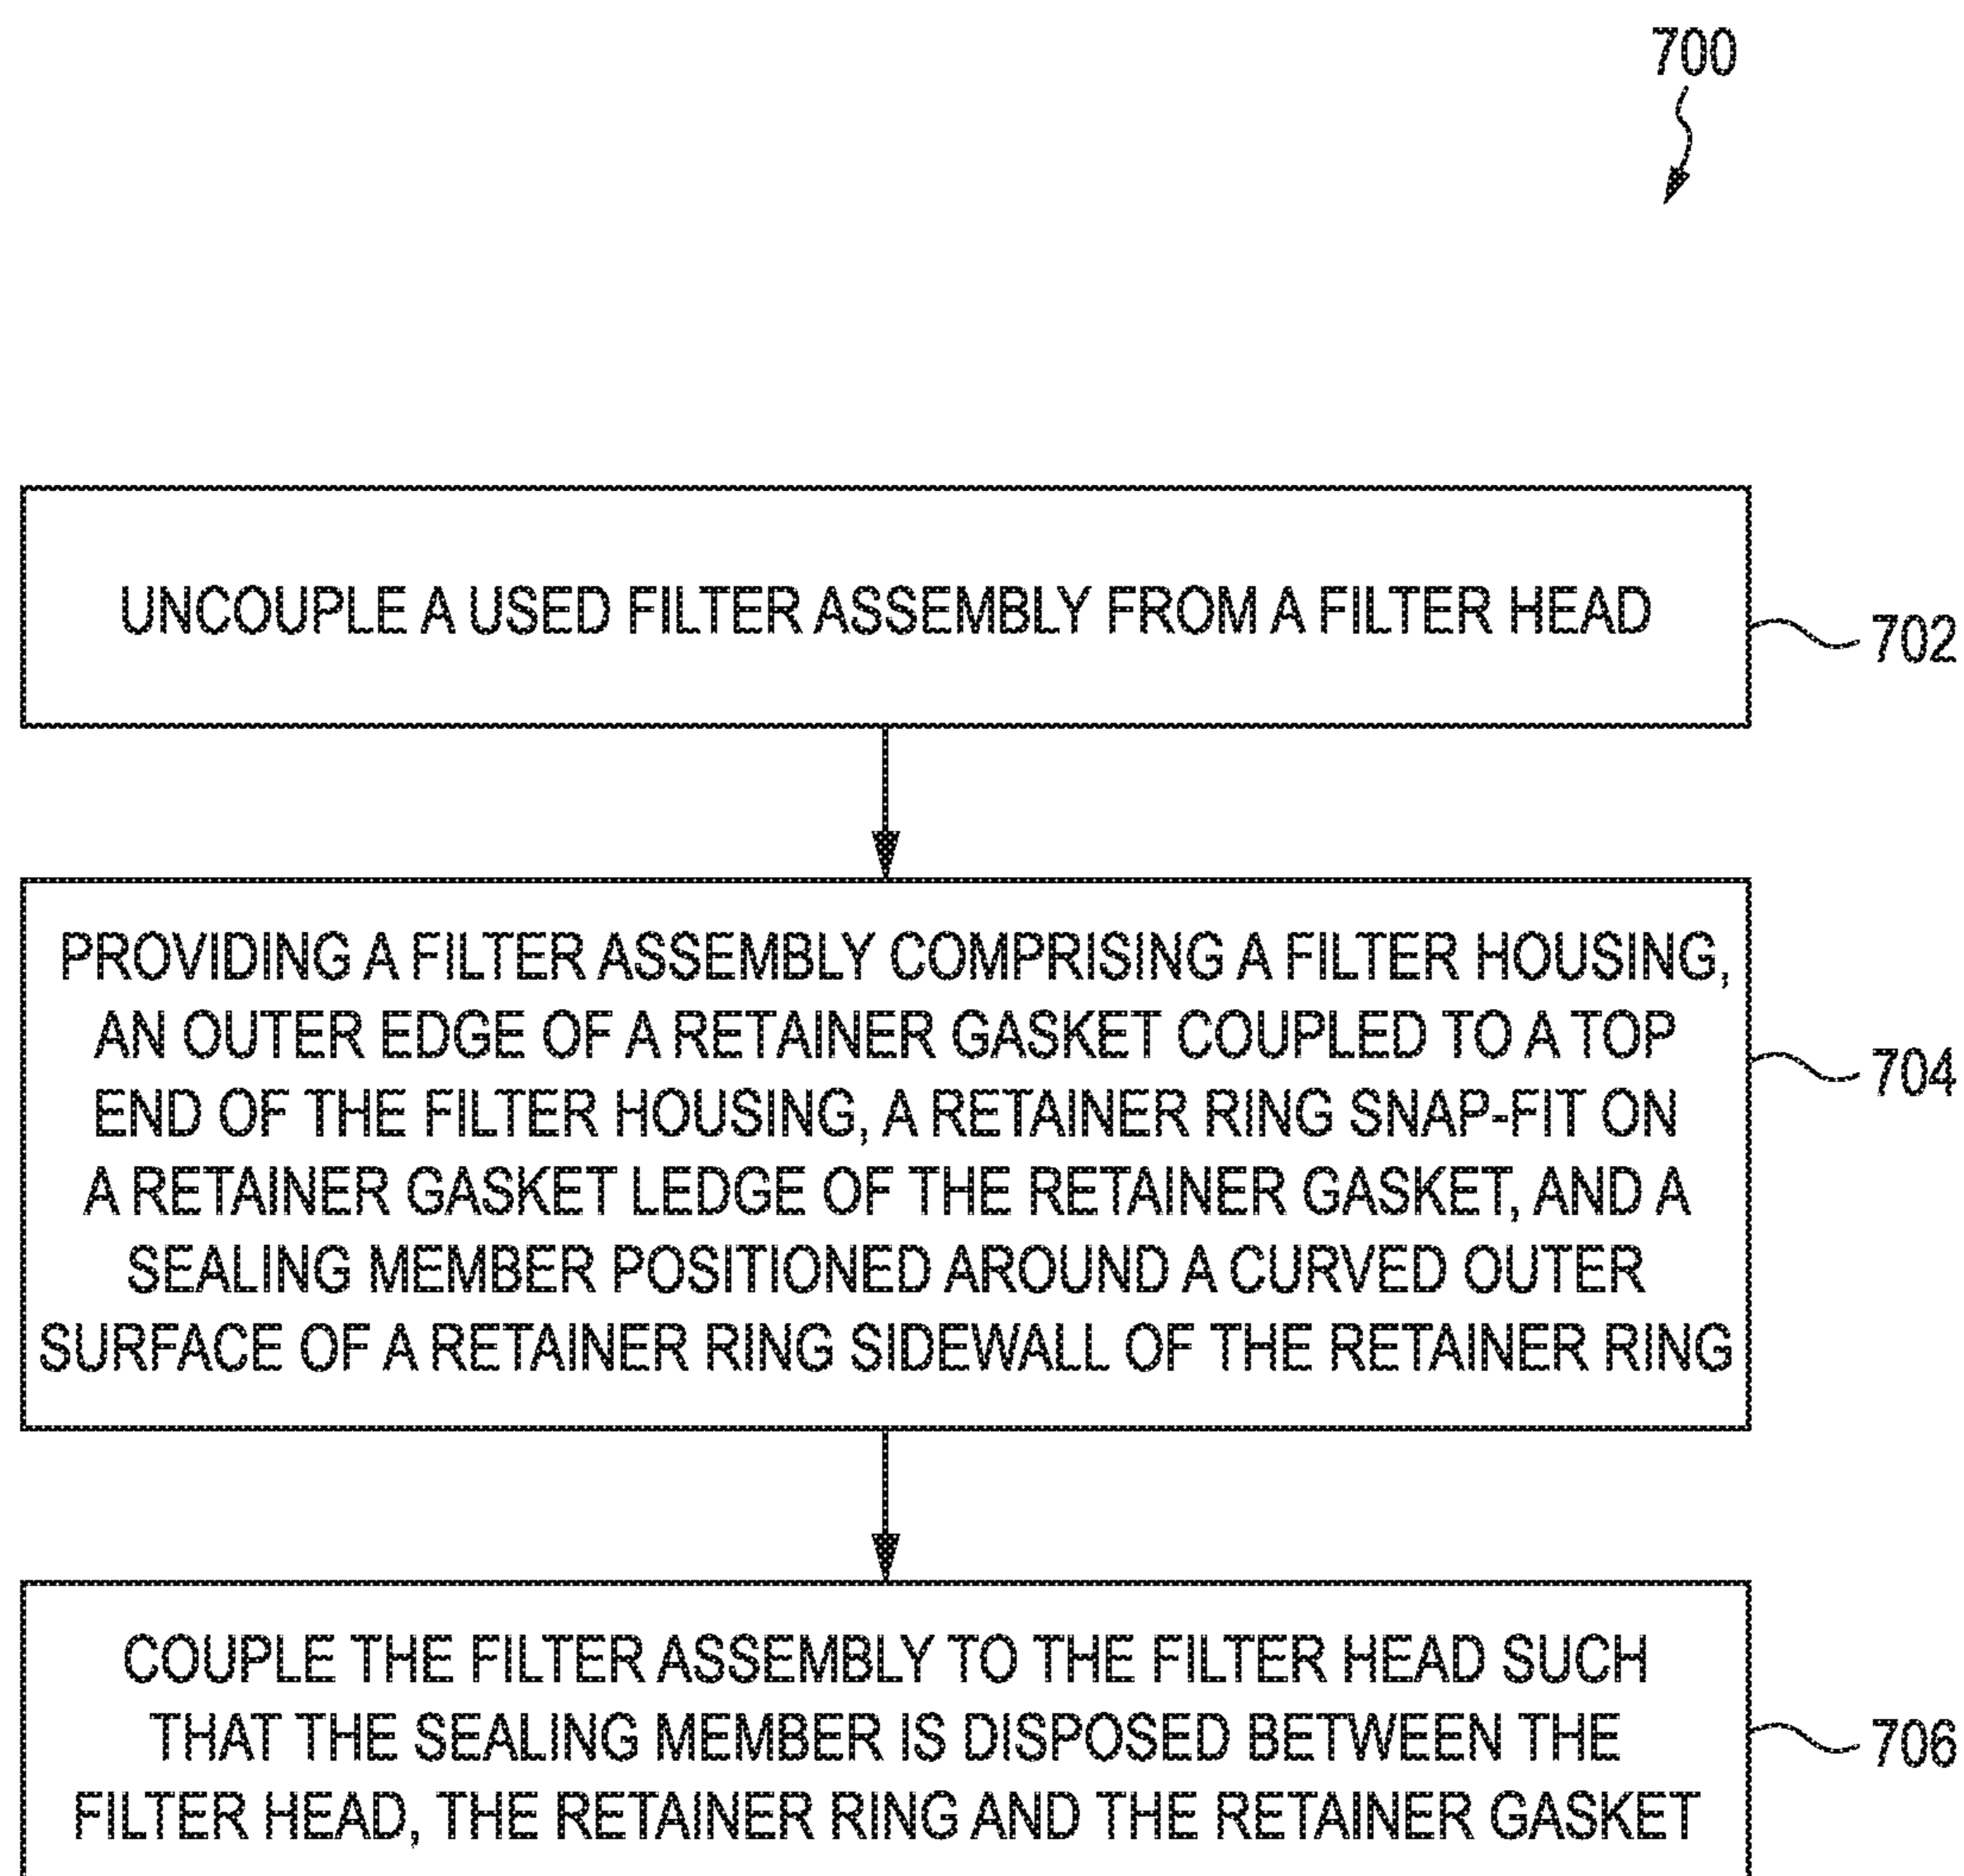 700
UNCOUPLE A USED FILTER ASSEMBLY FROM A FILTER HEAD
702
PROVIDING A FILTER ASSEMBLY COMPRISING A FILTER HOUSING,
AN OUTER EDGE OF A RETAINER GASKET COUPLED TO A TOP
END OF THE FILTER HOUSING, A RETAINER RING SNAP-FIT ON
A RETAINER GASKET LEDGE OF THE RETAINER GASKET, AND A
SEALING MEMBER POSITIONED AROUND A CURVED OUTER
SURFACE OF A RETAINER RING SIDEWALL OF THE RETAINER RING
704
COUPLE THE FILTER ASSEMBLY TO THE FILTER HEAD SUCH
THAT THE SEALING MEMBER IS DISPOSED BETWEEN THE
FILTER HEAD, THE RETAINER RING AND THE RETAINER GASKET
706